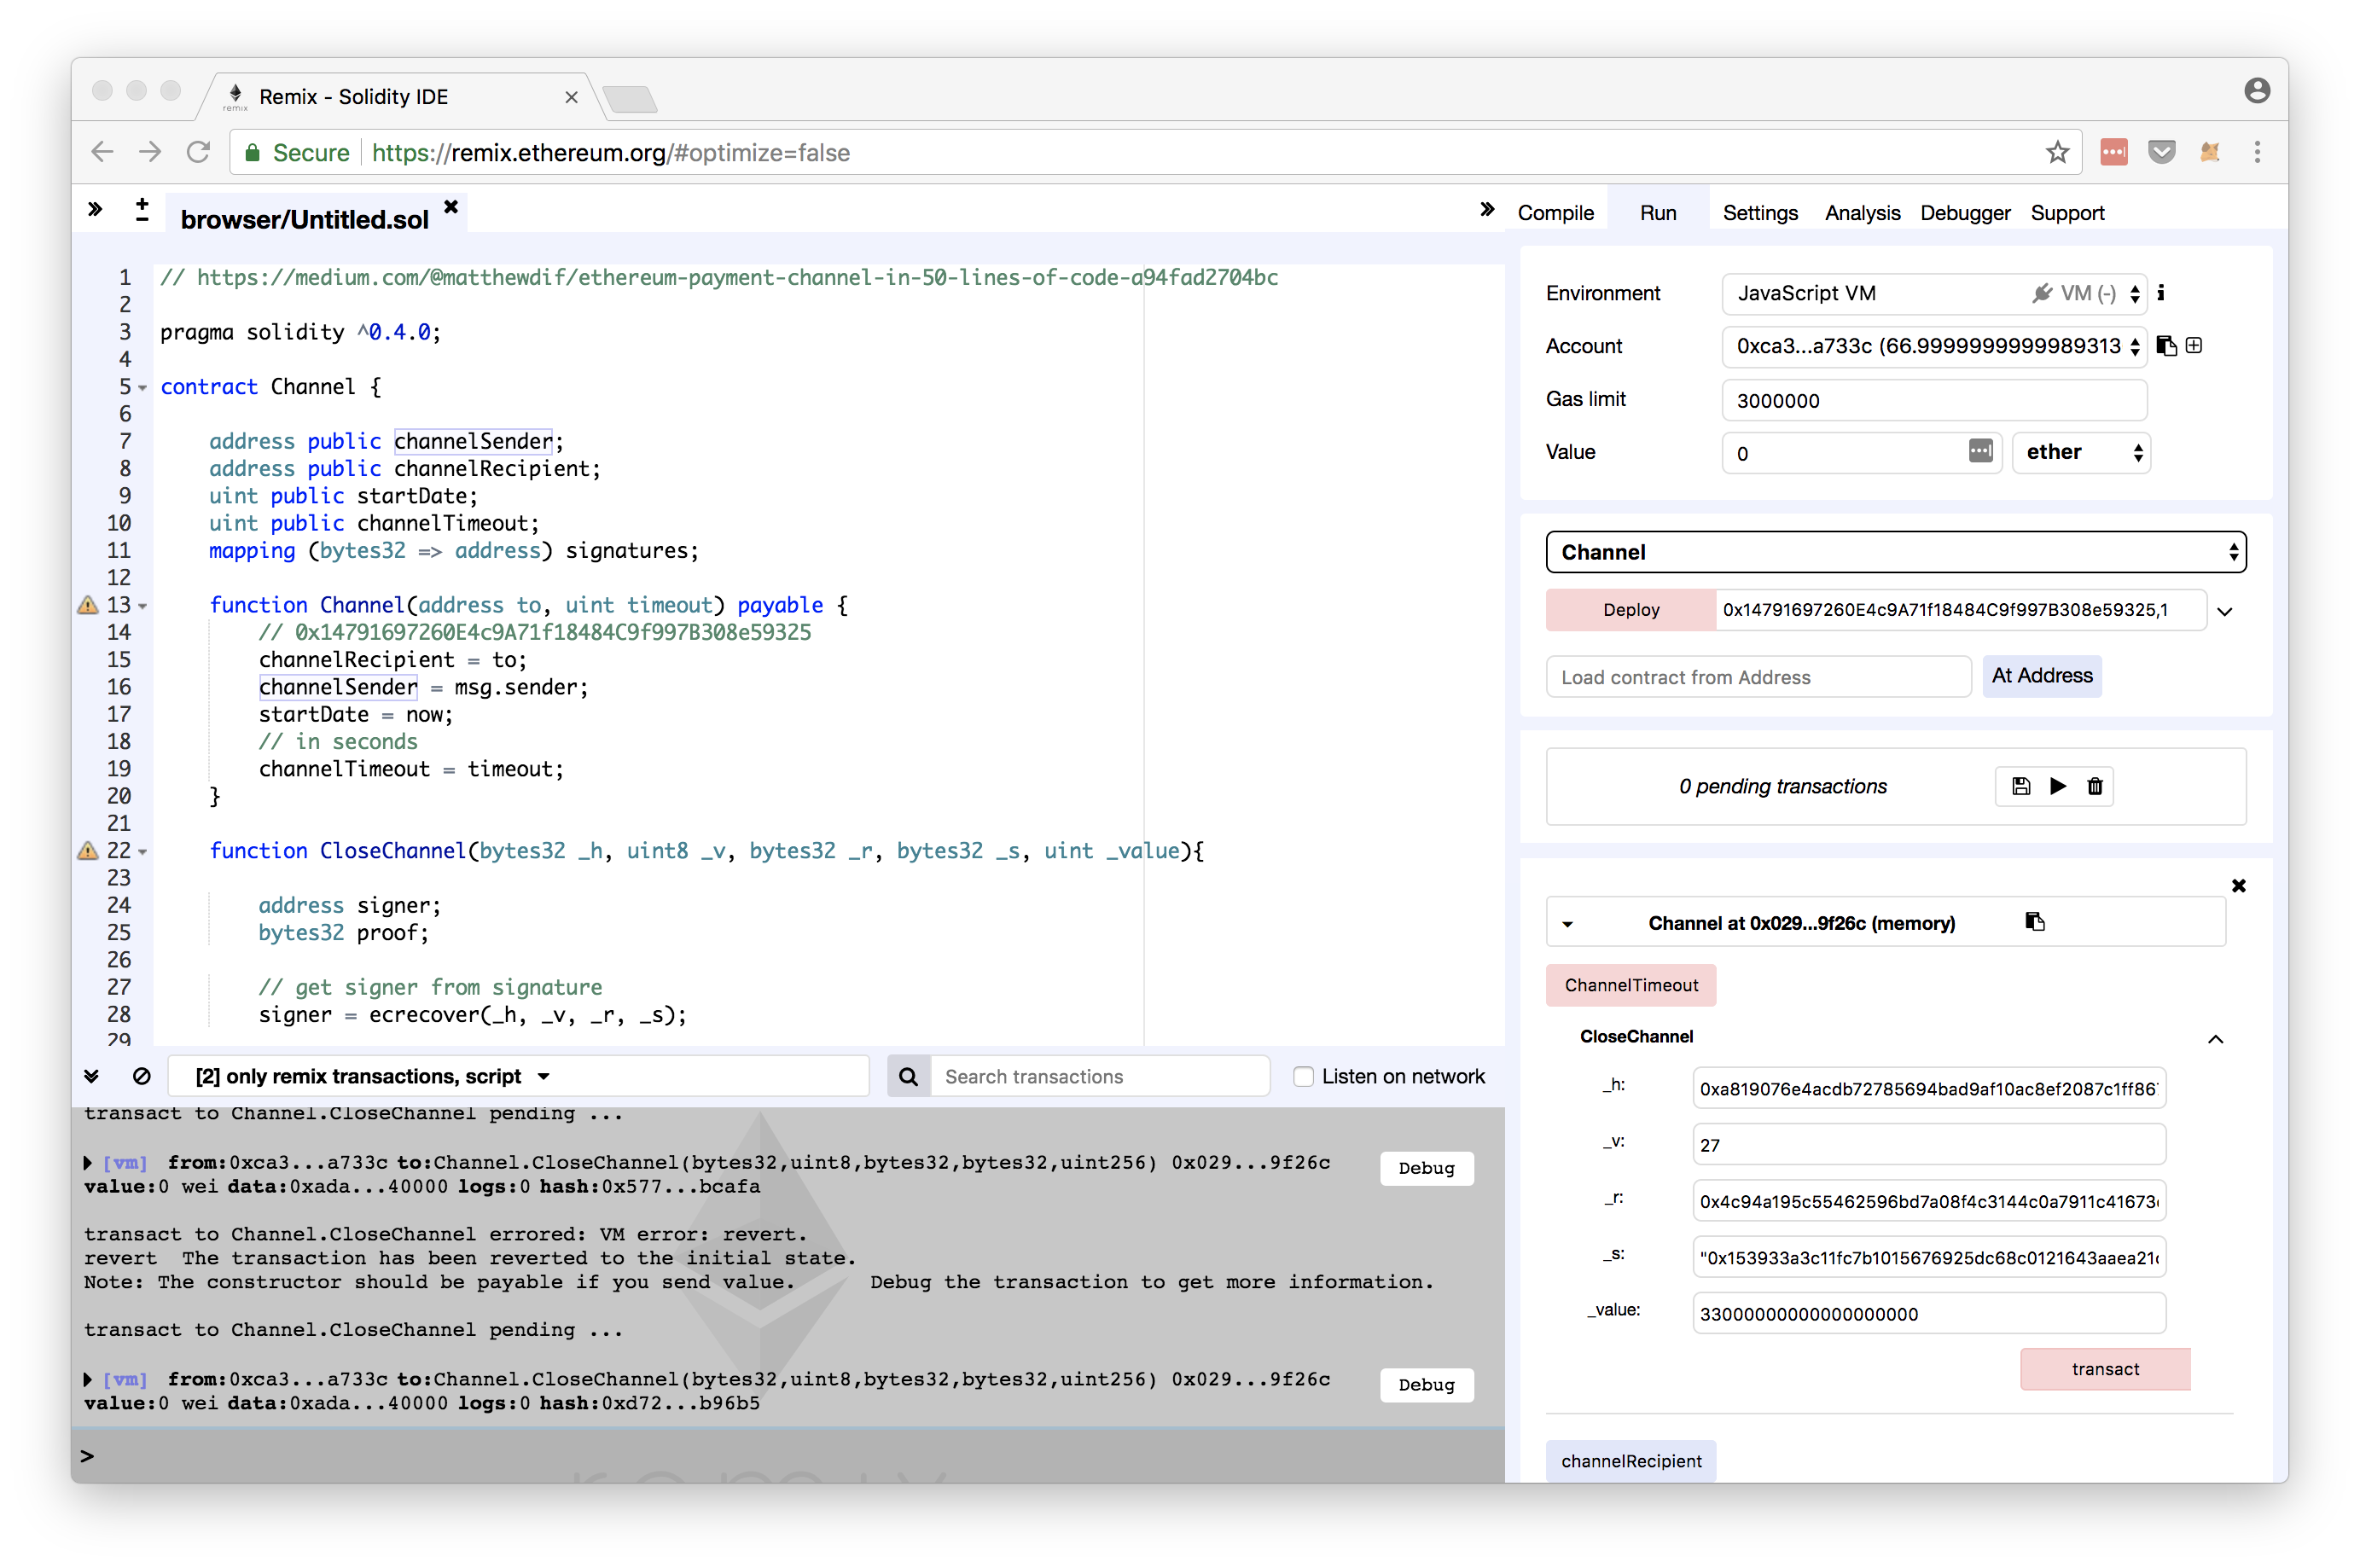 remix
Remix - Solidity IDE
Secure https://remix.ethereum.org/#optimize=false
browser/Untitled.sol
Compile Run Settings Analysis Debugger Support
1 // https://medium.com/@matthewdif/ethereum-payment-channel-in-50-lines-of-code-a94fad2704bc
2
3 pragma solidity ^0.4.0;
4
5 contract Channel {
6
7 address public channelSender;
8 address public channelRecipient;
9 uint public startDate;
10 uint public channelTimeout;
11 mapping (bytes32 => address) signatures;
12
13 function Channel(address to, uint timeout) payable {
14 // 0x14791697260E4c9A71f18484C9f997B308e59325
15 channelRecipient = to;
16 channelSender = msg.sender;
17 startDate = now;
18 // in seconds
19 channelTimeout = timeout;
20 }
21
22 function CloseChannel(bytes32 _h, uint8 _v, bytes32 _r, bytes32 _s, uint _value){
23
24 address signer;
25 bytes32 proof;
26
27 // get signer from signature
28 signer = ecrecover(_h, _v, _r, _s);
29
[2] only remix transactions, script
Search transactions
Listen on network
transact to Channel.CloseChannel pending ...
[vm] from:0xca3...a733c to:Channel.CloseChannel(bytes32,uint8,bytes32,bytes32,uint256) 0x029...9f26c
value:0 wei data:0xada...40000 logs:0 hash:0x577...bcafa
Debug
transact to Channel.CloseChannel errored: VM error: revert.
revert The transaction has been reverted to the initial state.
Note: The constructor should be payable if you send value. Debug the transaction to get more information.
transact to Channel.CloseChannel pending ...
[vm] from:0xca3...a733c to:Channel.CloseChannel(bytes32,uint8,bytes32,bytes32,uint256) 0x029...9f26c
value:0 wei data:0xada...40000 logs:0 hash:0xd72...b96b5
Debug
>
Environment JavaScript VM VM (-)
Account 0xca3...a733c (66.9999999999989313
Gas limit 3000000
Value 0 ether
Channel
Deploy 0x14791697260E4c9A71f18484C9f997B308e59325,1
Load contract from Address At Address
0 pending transactions
Channel at 0x029...9f26c (memory)
ChannelTimeout
CloseChannel
_h: 0xa819076e4acdb72785694bad9af10ac8ef2087c1ff86
_v: 27
_r: 0x4c94a195c55462596bd7a08f4c3144c0a7911c41673
_s: "0x153933a3c11fc7b1015676925dc68c0121643aaea21
_value: 33000000000000000000
transact
channelRecipient